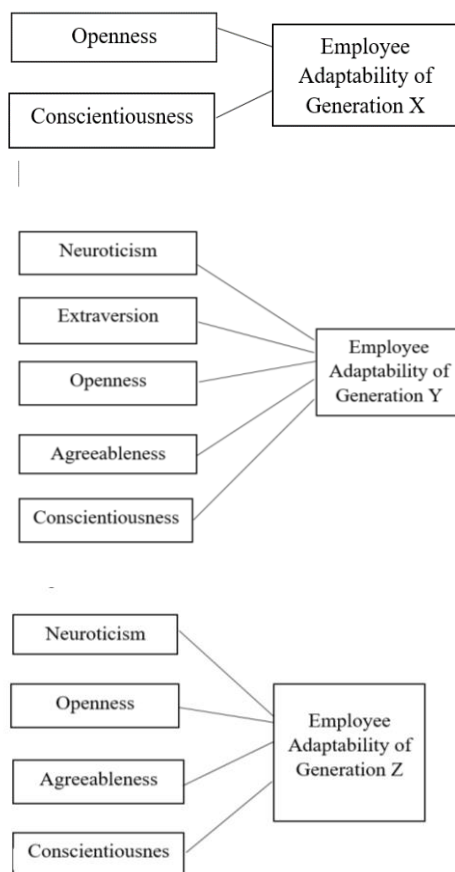 Openness
Employee
Adaptability of
Generation X
Conscientiousness
Neuroticism
Extraversion
Openness
Agreeableness
Conscientiousness
Employee
Adaptability of
Generation Y
Neuroticism
Openness
Agreeableness
Conscientiousnes
Employee
Adaptability of
Generation Z